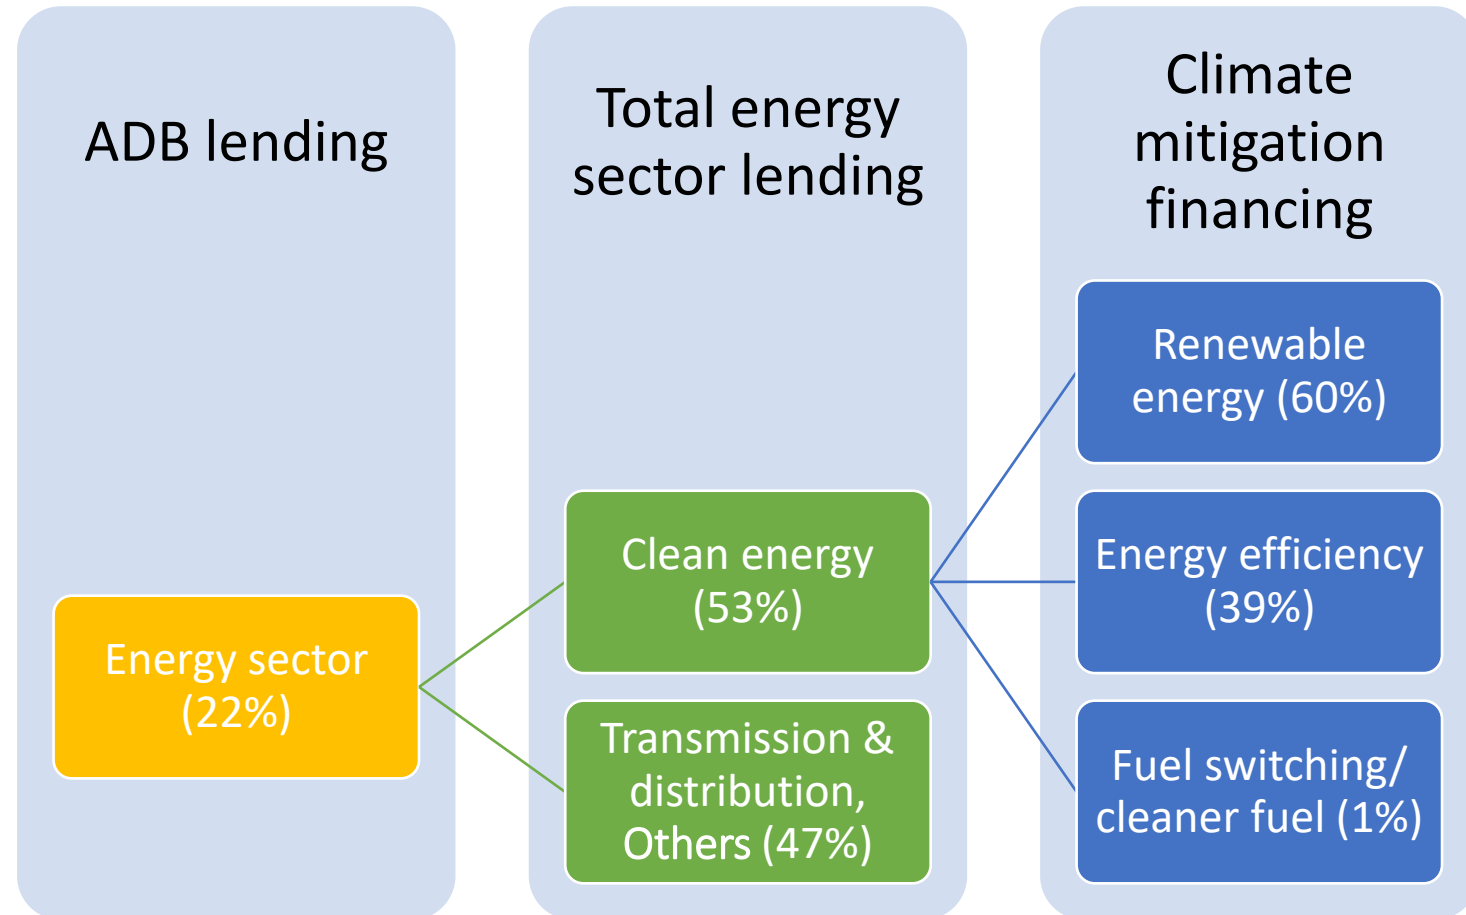 ADB lending
Energy sector
(22%)
Total energy
sector lending
Clean energy
(53%)
Transmission &
distribution,
Others (47%)
Climate
mitigation
financing
Renewable
energy (60%)
Energy efficiency
(39%)
Fuel switching/
cleaner fuel (1%)